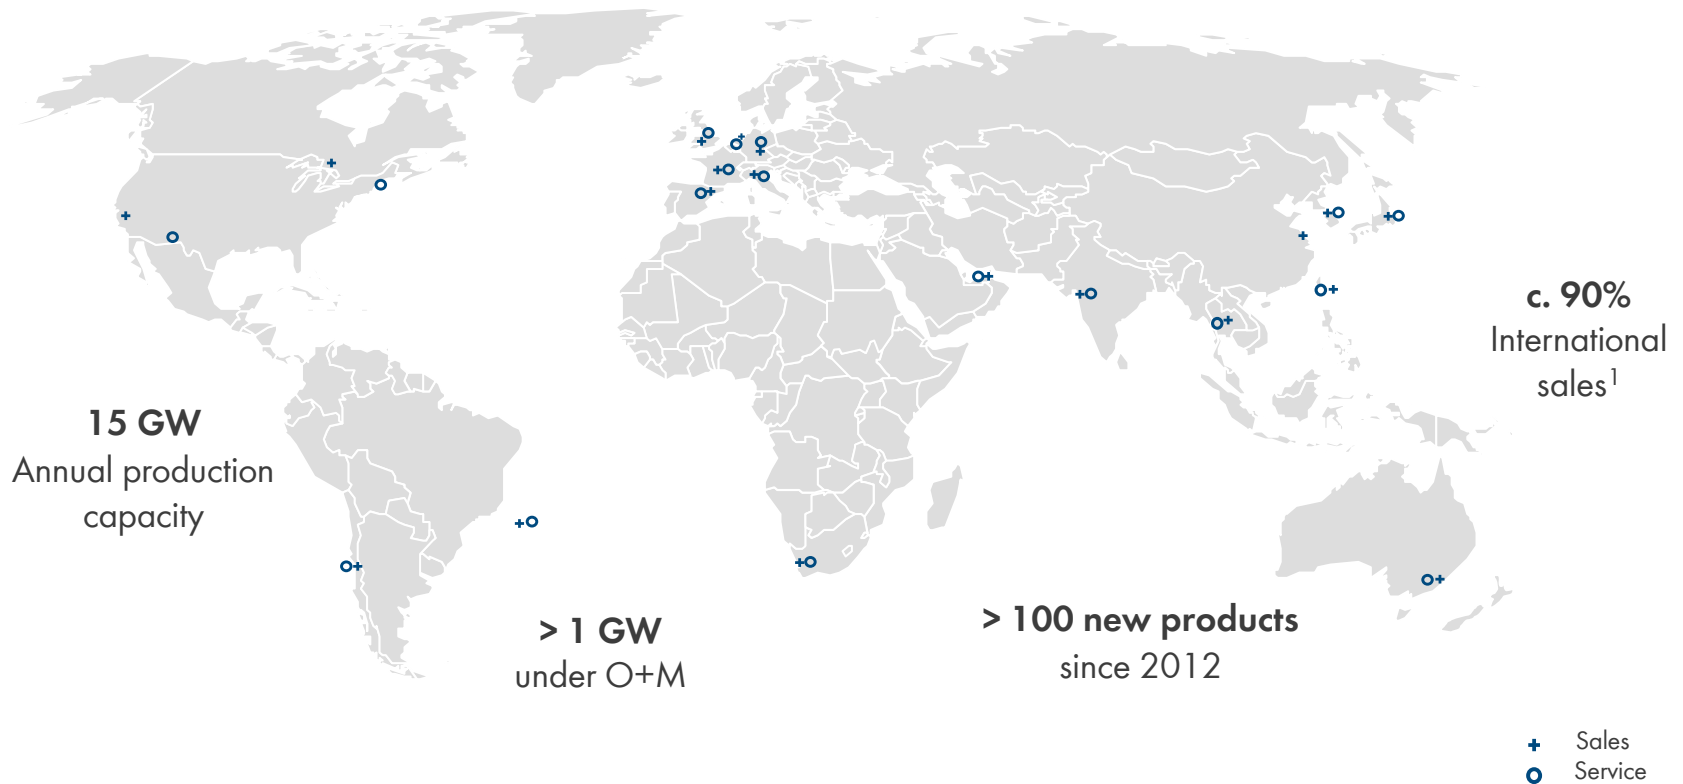 c. 90%
International
sales¹
15 GW
Annual production
capacity
> 1 GW
under O+M
> 100 new products
since 2012
Sales
Service